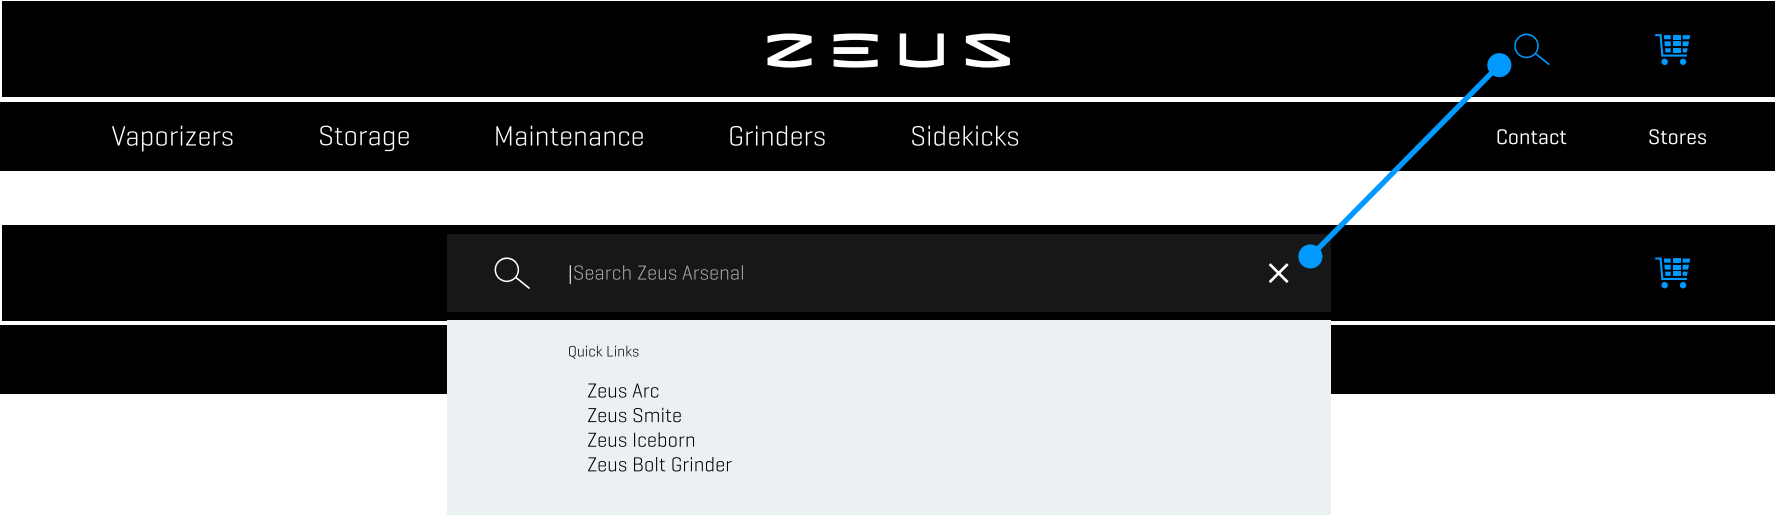 ZEUS
Vaporizers Storage Maintenance Grinders Sidekicks Contact Stores
Search Zeus Arsenal
Quick Links
Zeus Arc
Zeus Smite
Zeus Iceborn
Zeus Bolt Grinder